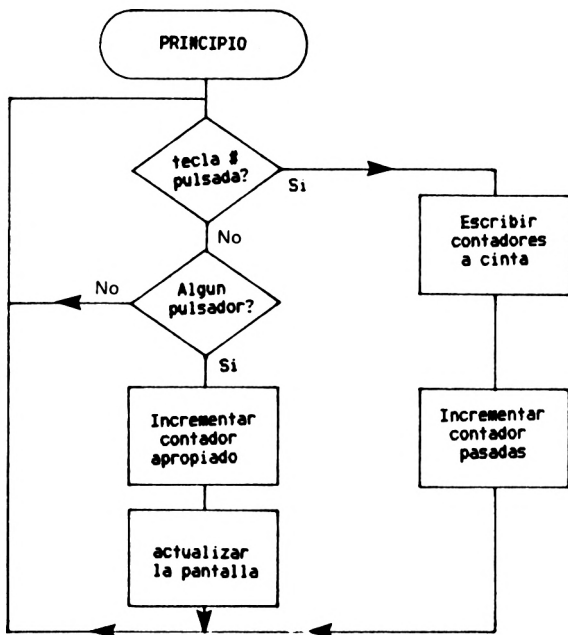 PRINCIPIO
tecla #
pulsada?
Si
No
Escribir
contadores
a cinta
Algun
pulsador?
No
Si
Incrementar
contador
apropiado
Incrementar
contador
pasadas
actualizar
la pantalla